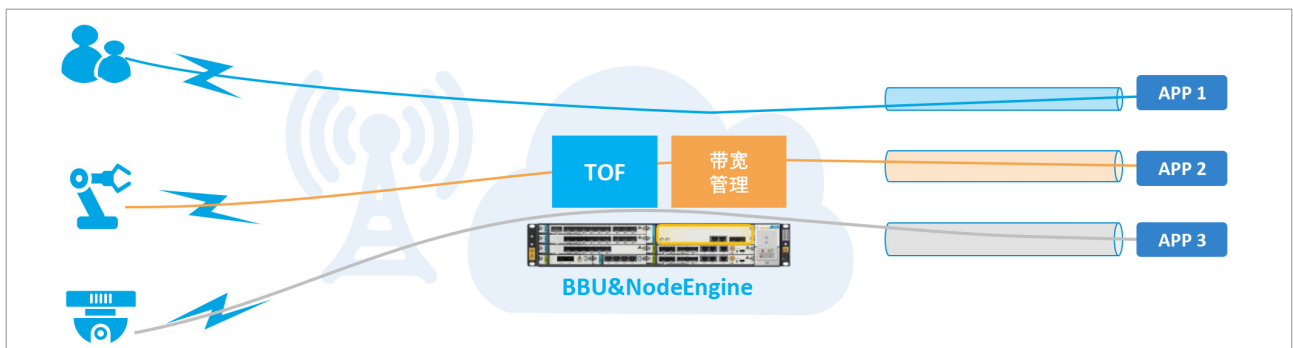 APP 1
TOF
带宽
管理
APP 2
APP 3
BBU&NodeEngine